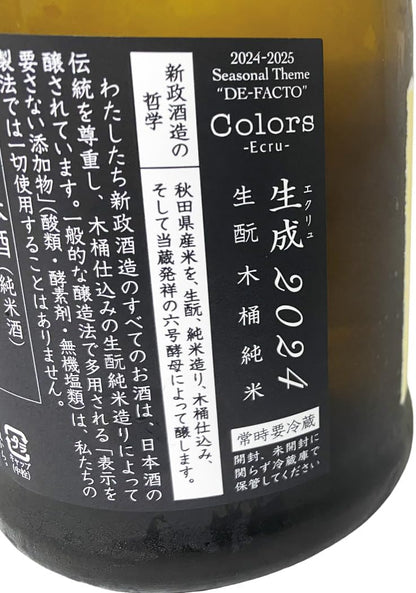 2024-2025
Seasonal Theme
"DE-FACTO"
Colors
-Ecru-
エクリュ
生成 2024
生酛木桶純米
常時要冷蔵
開封、未開封に
関らず冷蔵庫で
保管してください
新政酒造の
哲学
秋田県産米を、生酛、純米造り、木桶仕込み、
そして当蔵発祥の六号酵母によって醸します。
わたしたち新政酒造のすべてのお酒は、日本酒の
伝統を尊重し、木桶仕込みの生酛純米造りによって
醸されています。一般的な醸造法で多用される「表示を
要さない添加物」(酸類・酵素剤・無機塩類)は、私たちの
製法では一切使用することはありません。
酒(純米酒)
キャップ
(中栓)